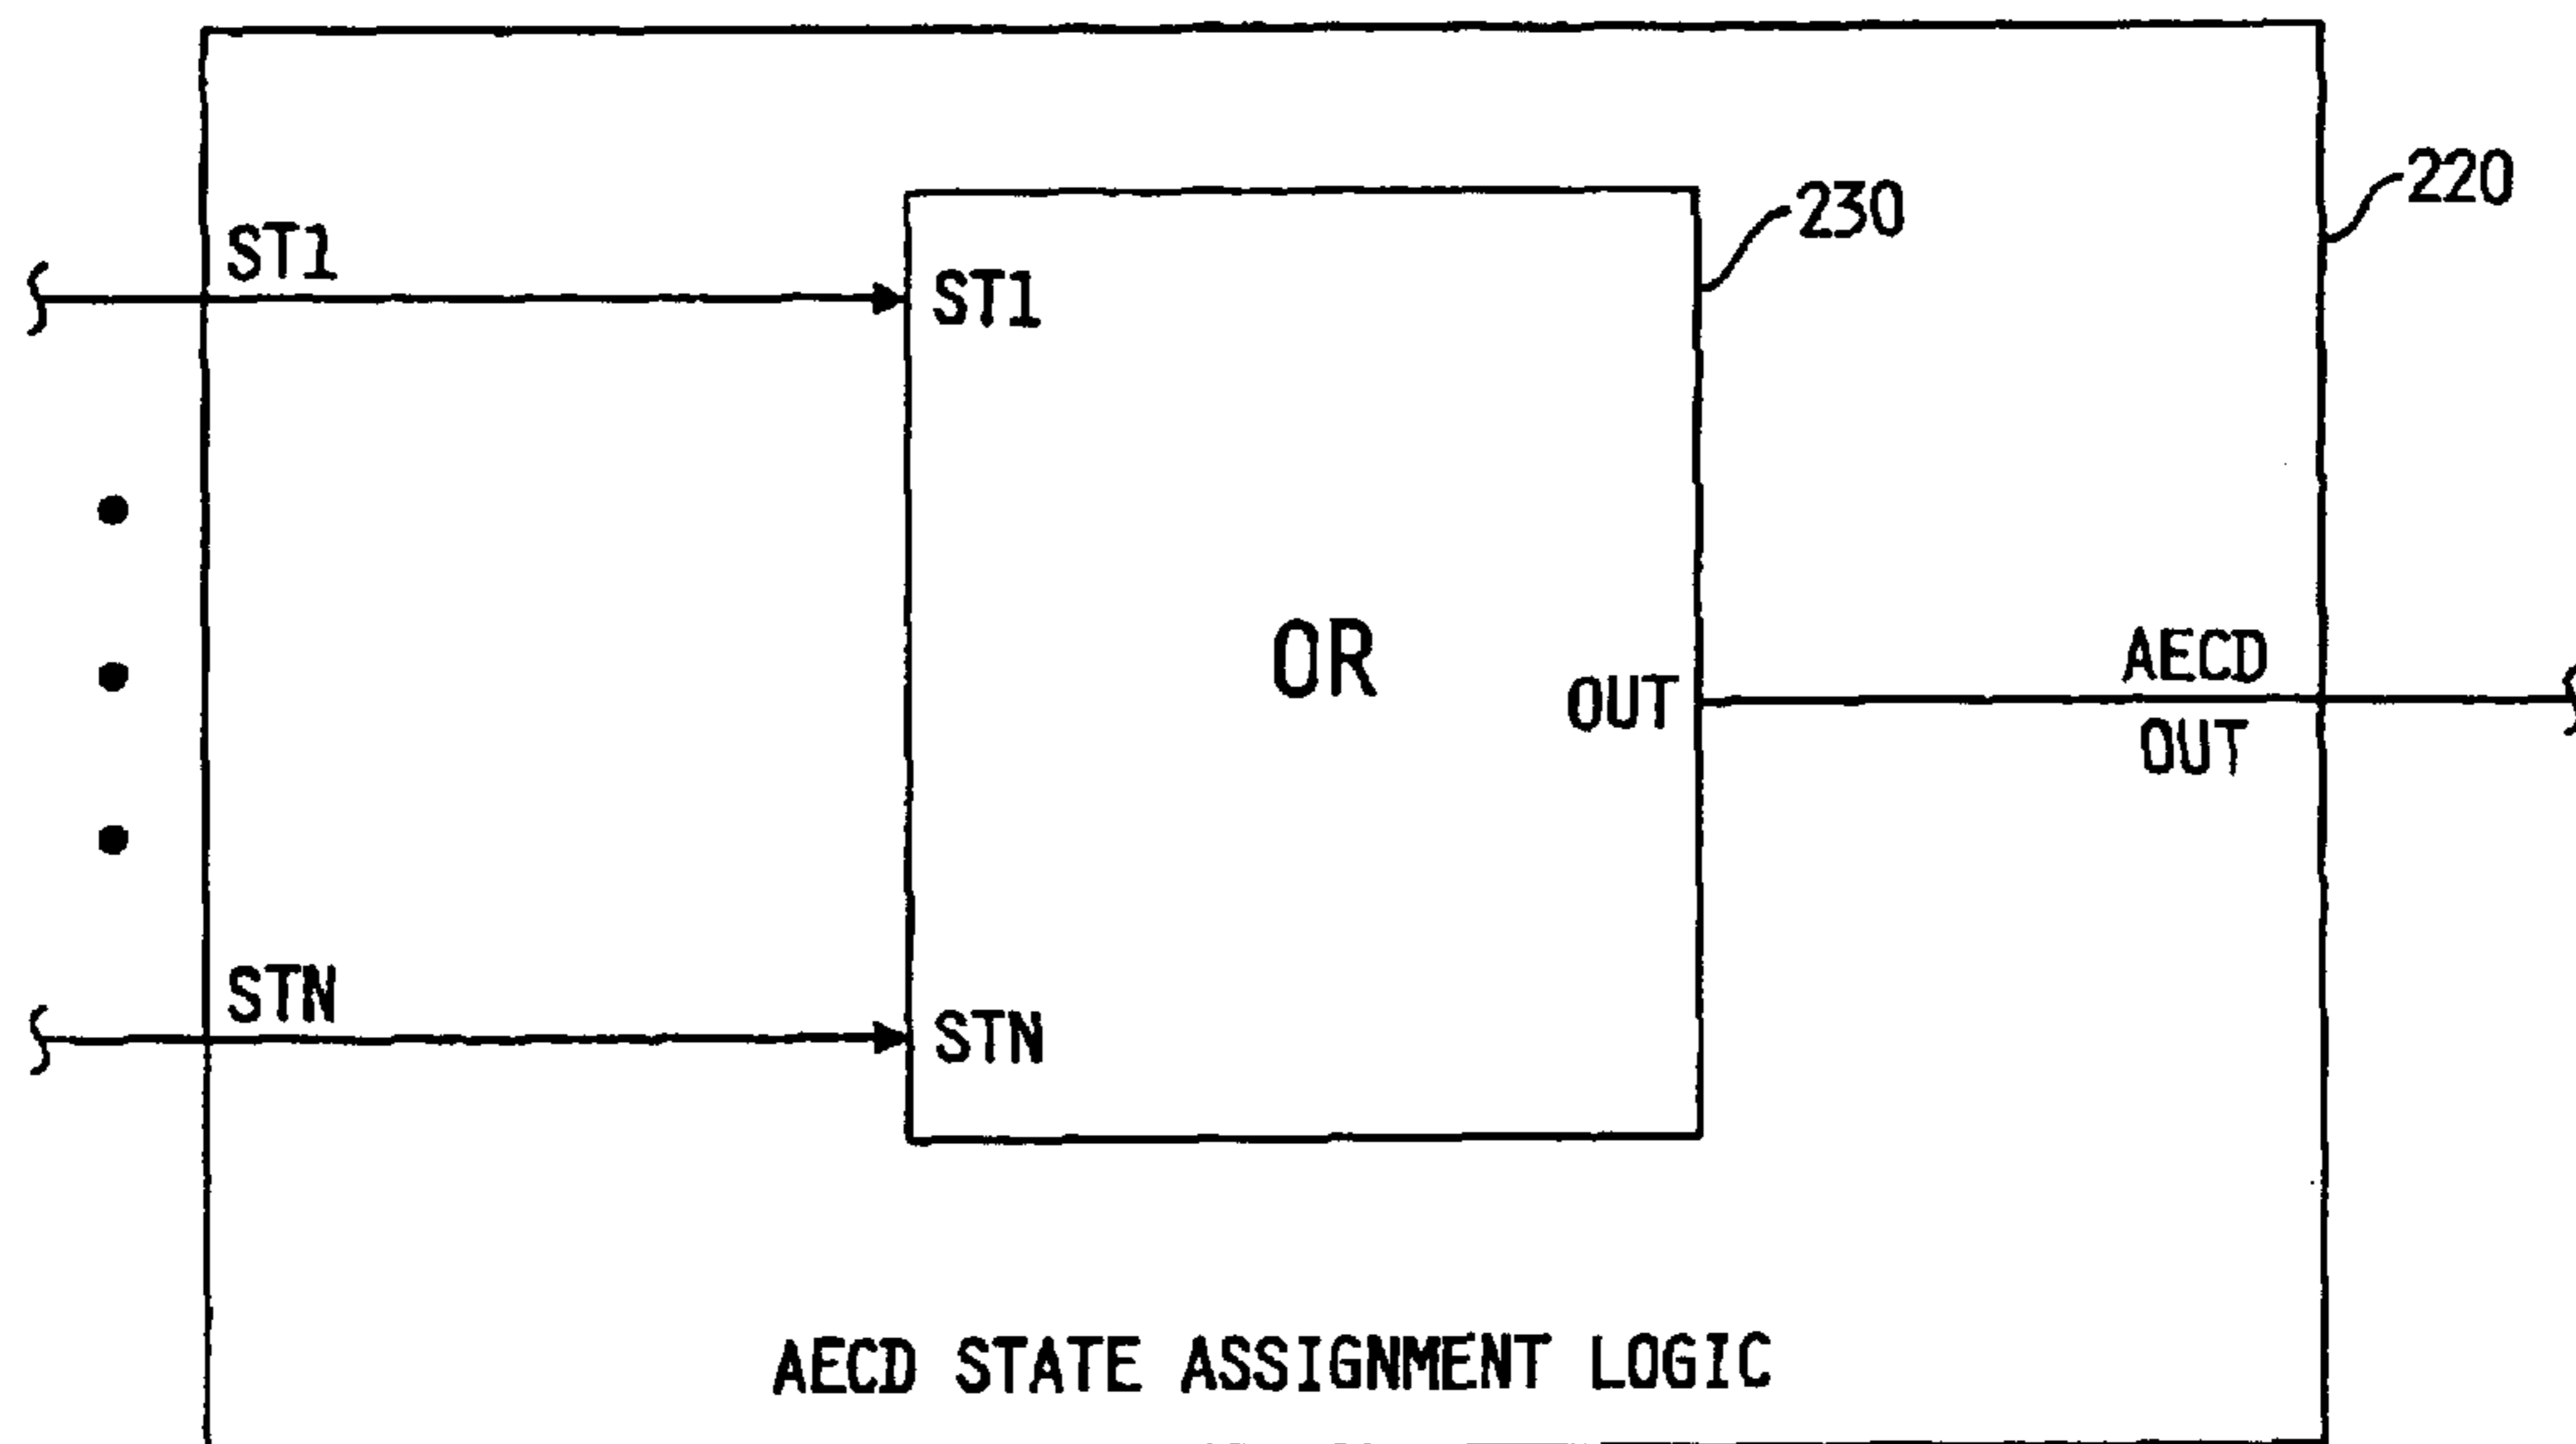 220
230
ST1
ST1
OR
OUT
AECD
OUT
STN
STN
AECD STATE ASSIGNMENT LOGIC